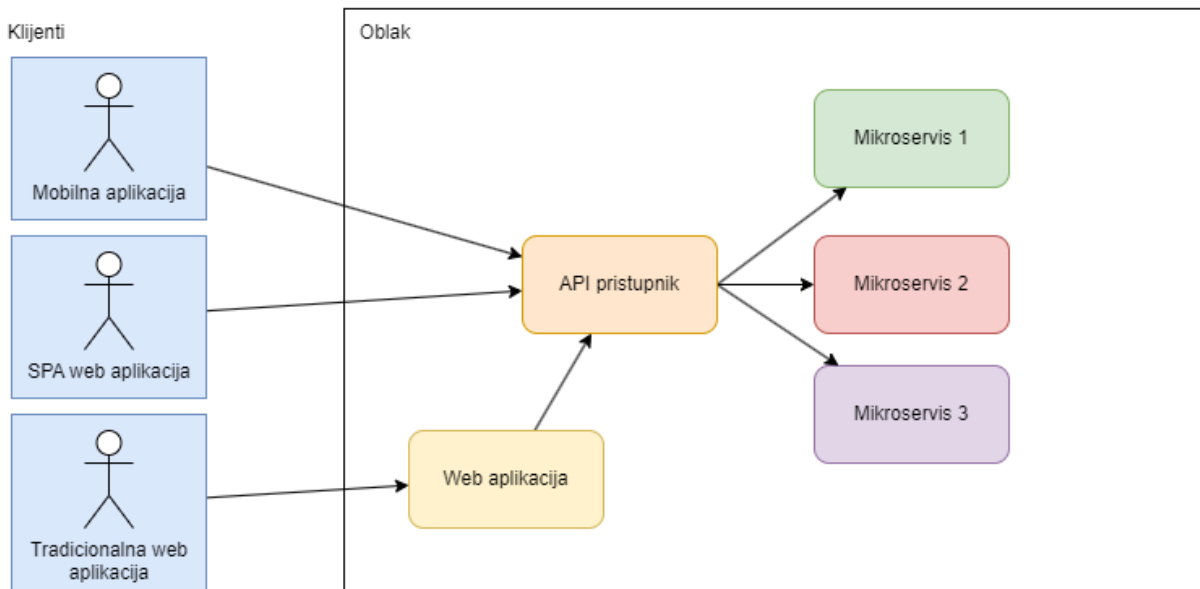 Klijenti
Oblak
Mobilna aplikacija
SPA web aplikacija
Tradicionalna web
aplikacija
API pristupnik
Web aplikacija
Mikroservis 1
Mikroservis 2
Mikroservis 3